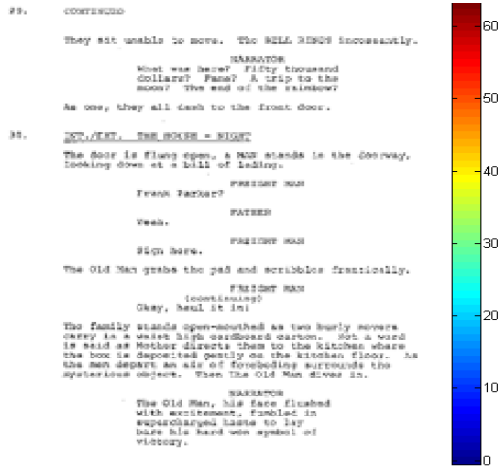 29. CONTINUED
They sit unable to move. The BELL RINGS incessantly.
NARRATOR
What was here? Fifty thousand
dollars? Fame? A trip to the
moon? The end of the rainbow?
As one, they all dash to the front door.
30. INT./EXT. THE HOUSE - NIGHT
The door is flung open, a MAN stands in the doorway,
looking down at a bill of lading.
FREIGHT MAN
Frank Parker?
FATHER
Yeah.
FREIGHT MAN
Sign here.
The Old Man grabs the pad and scribbles frantically.
FREIGHT MAN
(continuing)
Okay, haul it in!
The family stands open-mouthed as two burly movers
carry in a waist high cardboard carton. Not a word
is said as Mother directs them to the kitchen where
the box is deposited gently on the kitchen floor. As
the men depart an air of foreboding surrounds the
mysterious object. Then The Old Man dives in.
NARRATOR
The Old Man, his face flushed
with excitement, fumbled in
supercharged haste to lay
bare his hard won symbol of
victory.
60
50
40
30
20
10
0